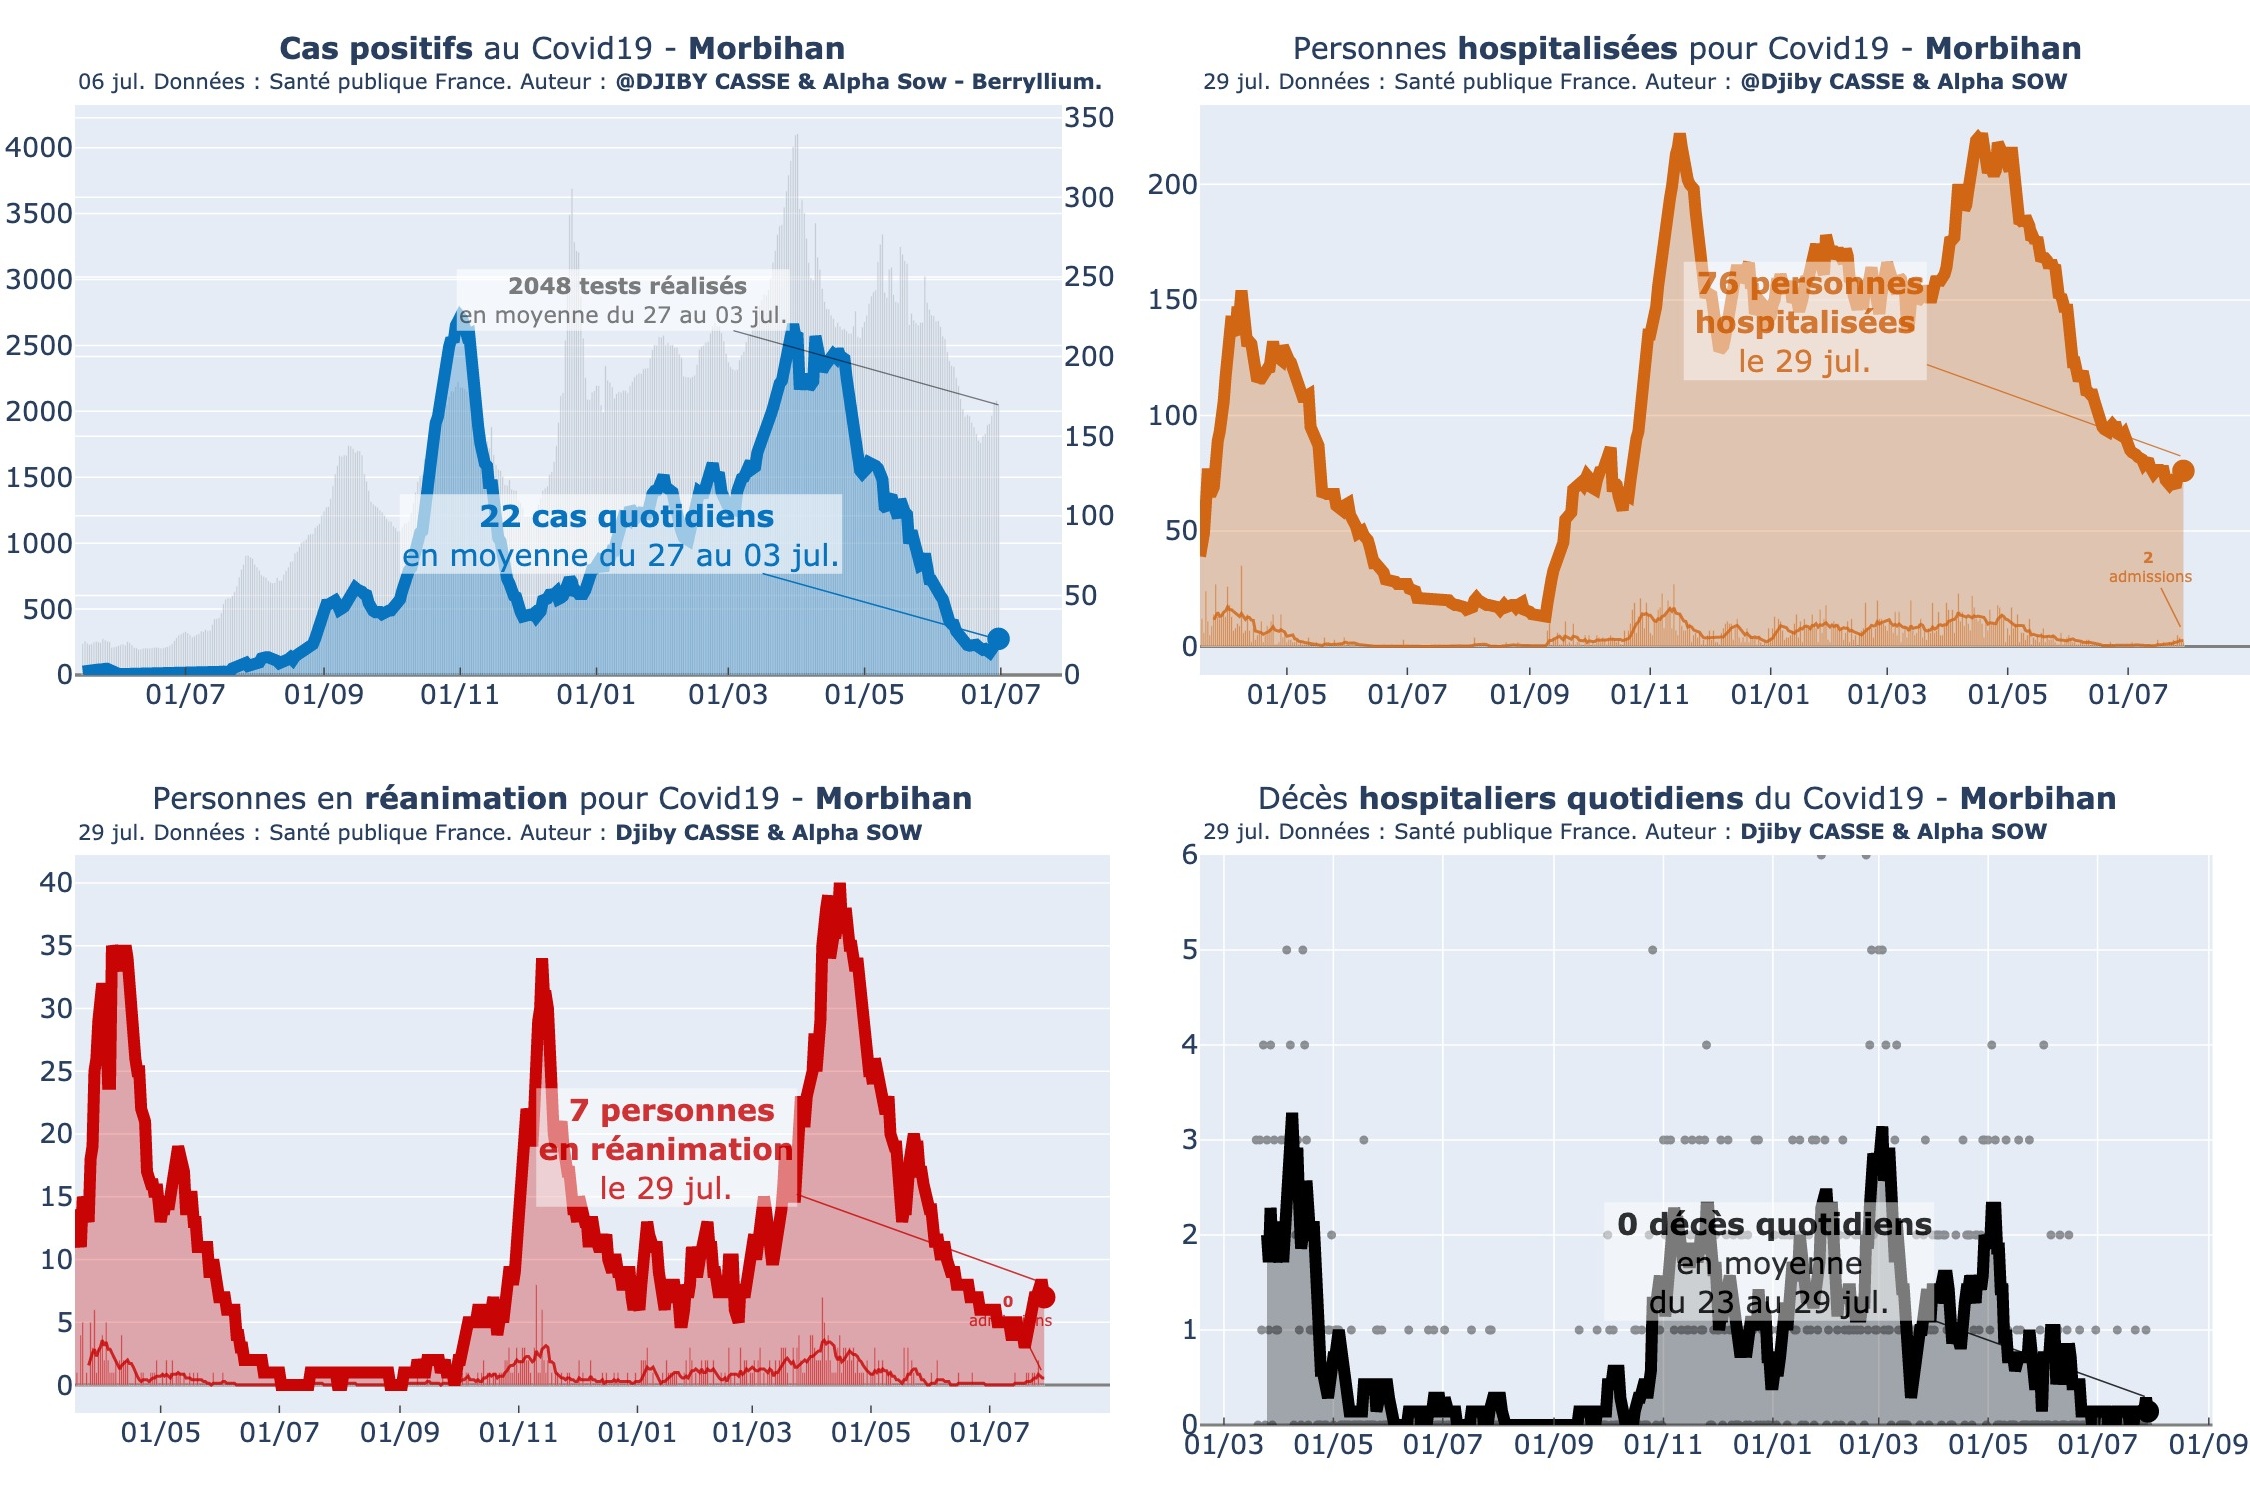 Cas positifs au Covid19 - Morbihan
06 jul. Données : Santé publique France. Auteur : @DJIBY CASSE & Alpha Sow - Berryllium.
4000
3500
3000
2500
2000
1500
1000
500
0
350
300
250
200
150
100
50
0
2048 tests réalisés
en moyenne du 27 au 03 jul.
22 cas quotidiens
en moyenne du 27 au 03 jul.
01/07 01/09 01/11 01/01 01/03 01/05 01/07
Personnes hospitalisées pour Covid19 - Morbihan
29 jul. Données : Santé publique France. Auteur : @Djiby CASSE & Alpha SOW
200
150
100
50
0
76 personnes
hospitalisées
le 29 jul.
2
admissions
01/05 01/07 01/09 01/11 01/01 01/03 01/05 01/07
Personnes en réanimation pour Covid19 - Morbihan
29 jul. Données : Santé publique France. Auteur : Djiby CASSE & Alpha SOW
40
35
30
25
20
15
10
5
0
7 personnes
en réanimation
le 29 jul.
0
01/05 01/07 01/09 01/11 01/01 01/03 01/05 01/07
Décès hospitaliers quotidiens du Covid19 - Morbihan
29 jul. Données : Santé publique France. Auteur : Djiby CASSE & Alpha SOW
6
5
4
3
2
1
0
0 décès quotidiens
en moyenne
du 23 au 29 jul.
01/03 01/05 01/07 01/09 01/11 01/01 01/03 01/05 01/07 01/09